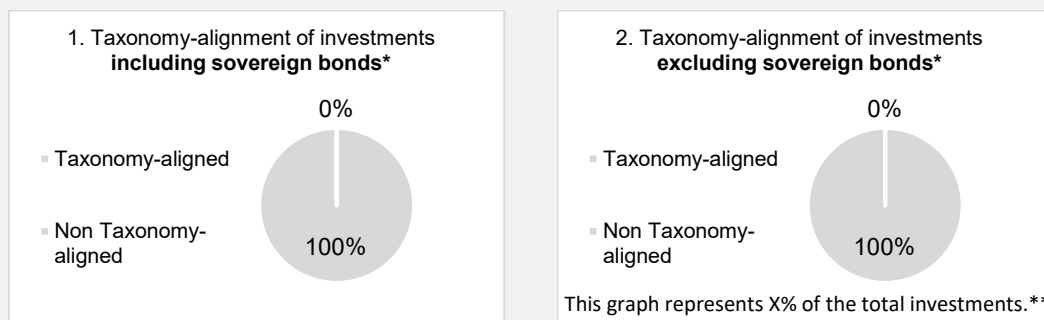 1. Taxonomy-alignment of investments
including sovereign bonds*
0%
Taxonomy-aligned
Non Taxonomy-
aligned
100%
2. Taxonomy-alignment of investments
excluding sovereign bonds*
0%
Taxonomy-aligned
Non Taxonomy-
aligned
100%
This graph represents X% of the total investments.**